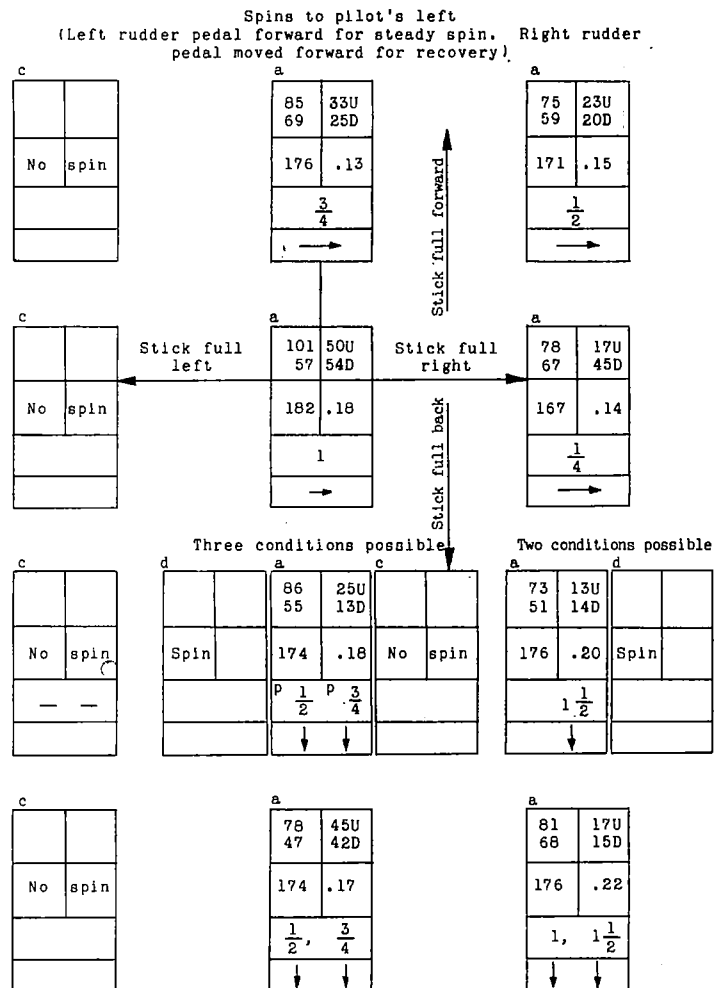 Spins to pilot's left
(Left rudder pedal forward for steady spin. Right rudder
pedal moved forward for recovery)
c a a
85 33U 75 23U
69 25D 59 20D
No spin 176 .13 171 .15
3/4 1/2
Stick full forward
c a a
101 50U 78 17U
57 54D 67 45D
Stick full left
Stick full right
No spin 182 .18 167 .14
1 1/4
Stick full back
Three conditions possible Two conditions possible
c d a c a d
86 25U 73 13U
55 13D 51 14D
No spin Spin 174 .18 No spin 176 .20 Spin
— — P 1/2 P 3/4 1 1/2
c a a
78 45U 81 17U
47 42D 68 15D
No spin 174 .17 176 .22
1/2, 3/4 1, 1 1/2